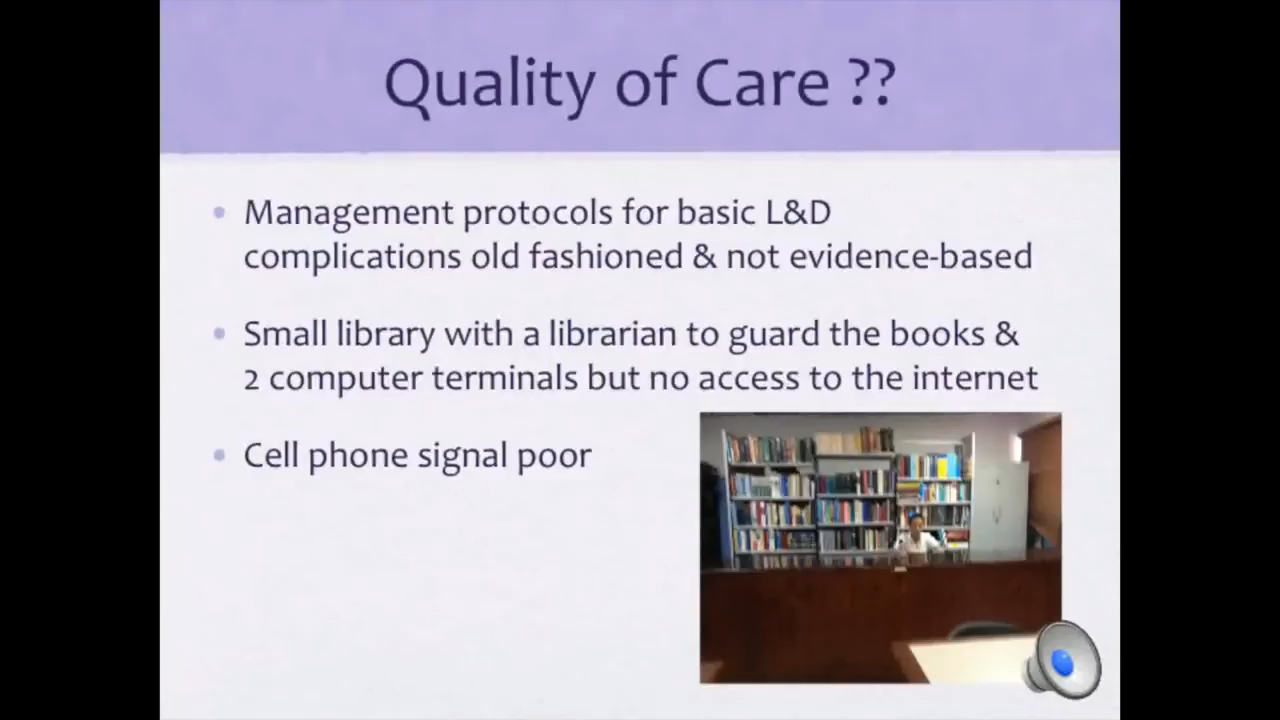 Quality of Care ??
• Management protocols for basic L&D
complications old fashioned & not evidence-based
• Small library with a librarian to guard the books &
2 computer terminals but no access to the internet
• Cell phone signal poor